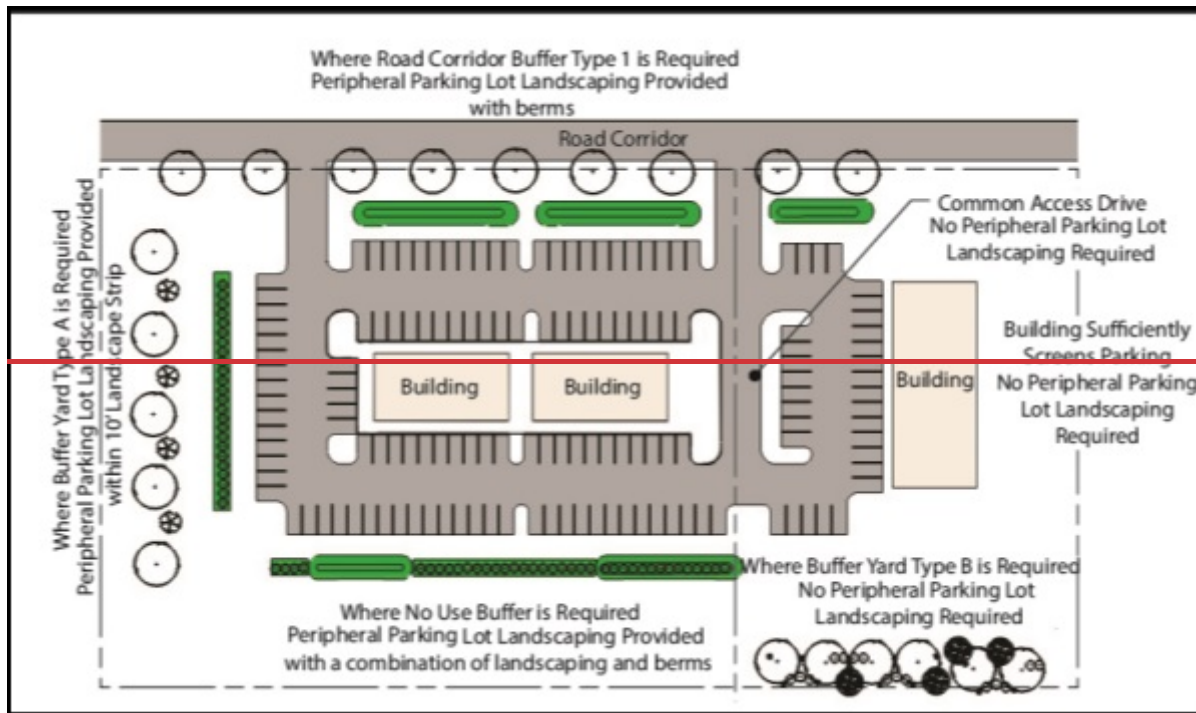 Where Road Corridor Buffer Type 1 is Required
Peripheral Parking Lot Landscaping Provided
with berms
Road Corridor
Where Buffer Yard Type A is Required
Peripheral Parking Lot Landscaping Provided
within 10' Landscape Strip
Common Access Drive
No Peripheral Parking Lot
Landscaping Required
Building Sufficiently
Screens Parking
No Peripheral Parking
Lot Landscaping
Required
Building
Building
Building
Where Buffer Yard Type B is Required
No Peripheral Parking Lot
Landscaping Required
Where No Use Buffer is Required
Peripheral Parking Lot Landscaping Provided
with a combination of landscaping and berms